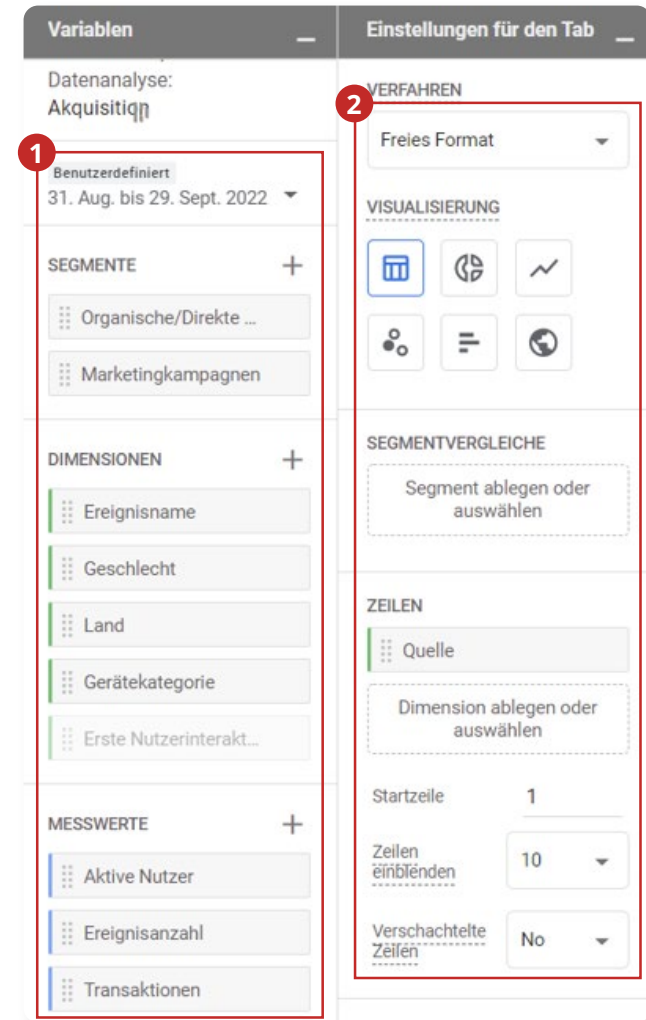 Variablen
Datenanalyse:
Akquisition
1
Benutzerdefiniert
31. Aug. bis 29. Sept. 2022
SEGMENTE
Organische/Direkte ...
Marketingkampagnen
DIMENSIONEN
Ereignisname
Geschlecht
Land
Gerätekategorie
Erste Nutzerinterakt...
MESSWERTE
Aktive Nutzer
Ereignisanzahl
Transaktionen
Einstellungen für den Tab
2
VERFAHREN
Freies Format
VISUALISIERUNG
SEGMENTVERGLEICHE
Segment ablegen oder
auswählen
ZEILEN
Quelle
Dimension ablegen oder
auswählen
Startzeile 1
Zeilen
einblenden 10
Verschachtelte
Zeilen No